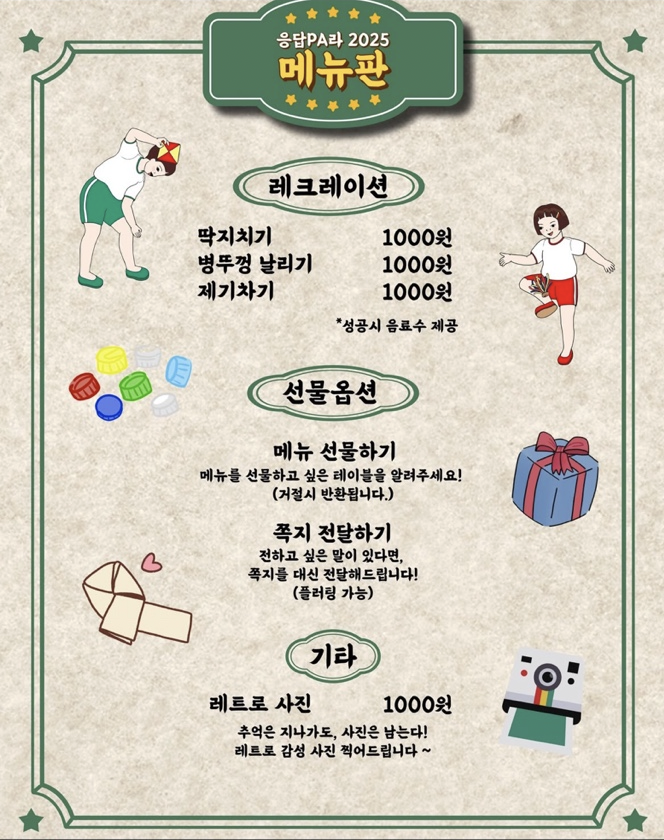 응답PA라 2025
메뉴판
레크레이션
딱지치기 1000원
병뚜껑 날리기 1000원
제기차기 1000원
*성공시 음료수 제공
선물옵션
메뉴 선물하기
메뉴를 선물하고 싶은 테이블을 알려주세요!
(거절시 반환됩니다.)
쪽지 전달하기
전하고 싶은 말이 있다면,
쪽지를 대신 전달해드립니다!
(플러링 가능)
기타
레트로 사진 1000원
추억은 지나가도, 사진은 남는다!
레트로 감성 사진 찍어드립니다 ~